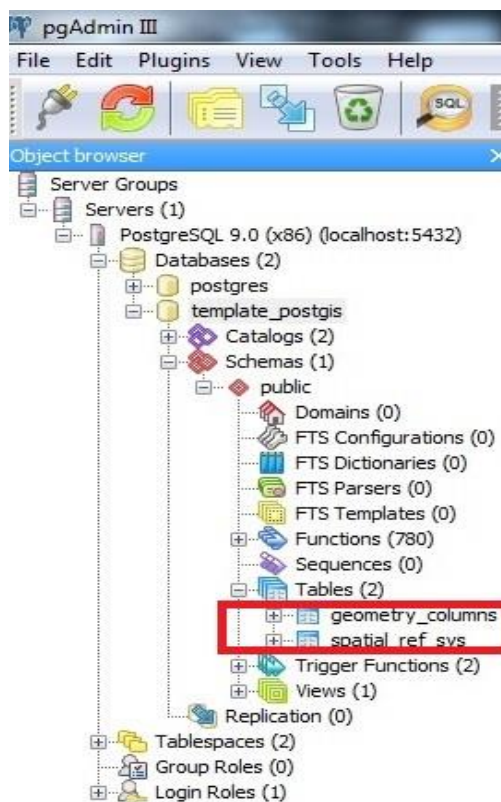 pgAdmin III
File Edit Plugins View Tools Help
SQL
Object browser
Server Groups
Servers (1)
PostgreSQL 9.0 (x86) (localhost:5432)
Databases (2)
postgres
template_postgis
Catalogs (2)
Schemas (1)
public
Domains (0)
FTS Configurations (0)
FTS Dictionaries (0)
FTS Parsers (0)
FTS Templates (0)
Functions (780)
Sequences (0)
Tables (2)
geometry_columns
spatial_ref_sys
Trigger Functions (2)
Views (1)
Replication (0)
Tablespaces (2)
Group Roles (0)
Login Roles (1)